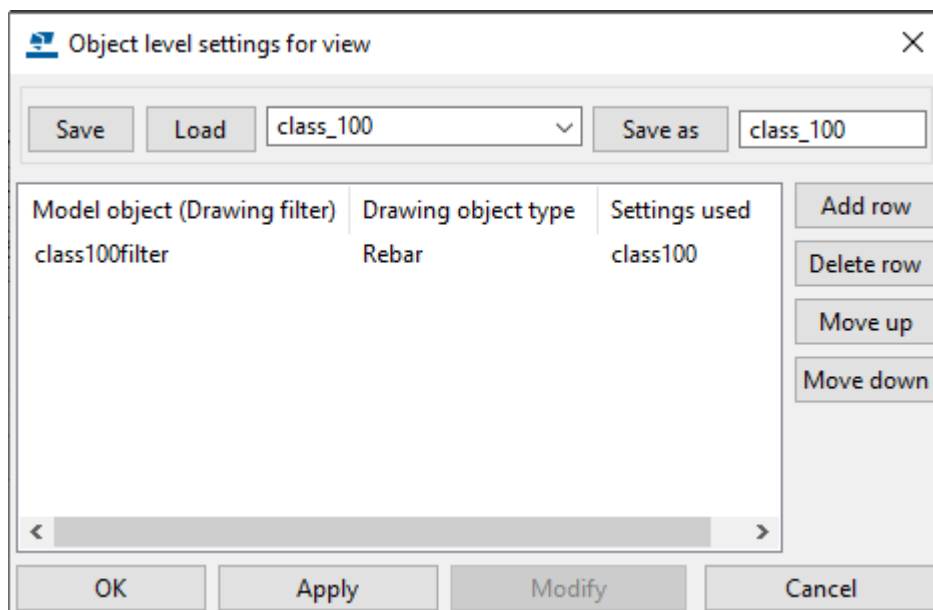 Object level settings for view
Save Load class_100 Save as class_100
Model object (Drawing filter) Drawing object type Settings used Add row
class100filter Rebar class100
Delete row
Move up
Move down
OK Apply Modify Cancel